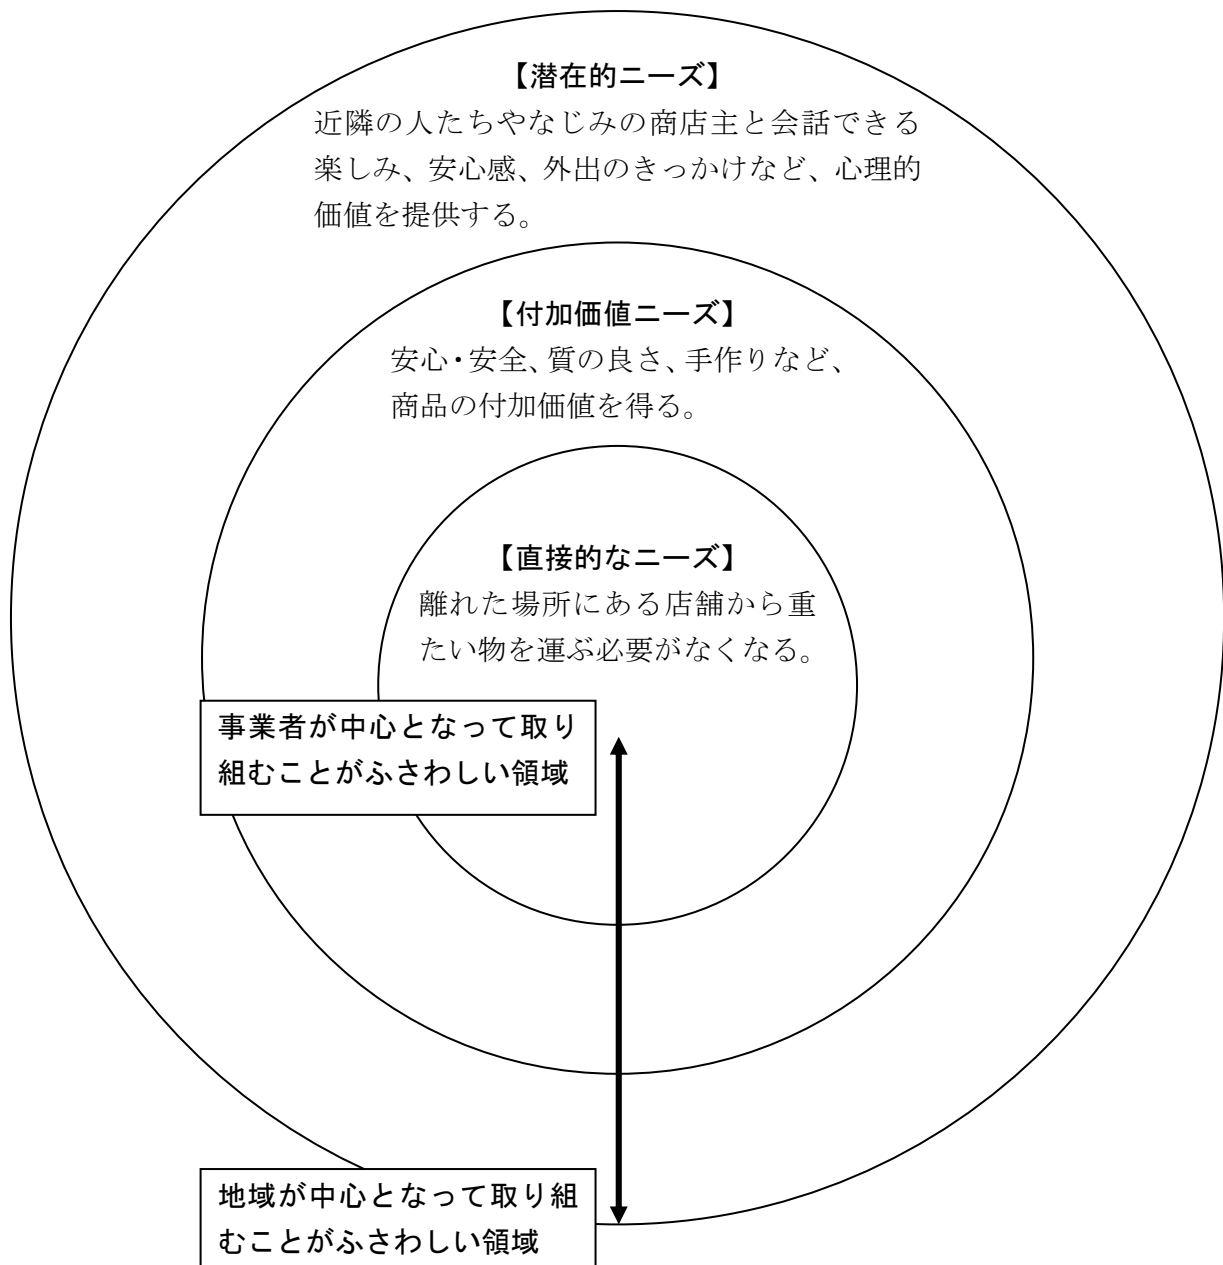 【潜在的ニーズ】
近隣の人たちやなじみの商店主と会話できる
楽しみ、安心感、外出のきっかけなど、心理的
価値を提供する。
【付加価値ニーズ】
安心・安全、質の良さ、手作りなど、
商品の付加価値を得る。
【直接的なニーズ】
離れた場所にある店舗から重
たい物を運ぶ必要がなくなる。
事業者が中心となって取り
組むことがふさわしい領域
地域が中心となって取り組
むことがふさわしい領域